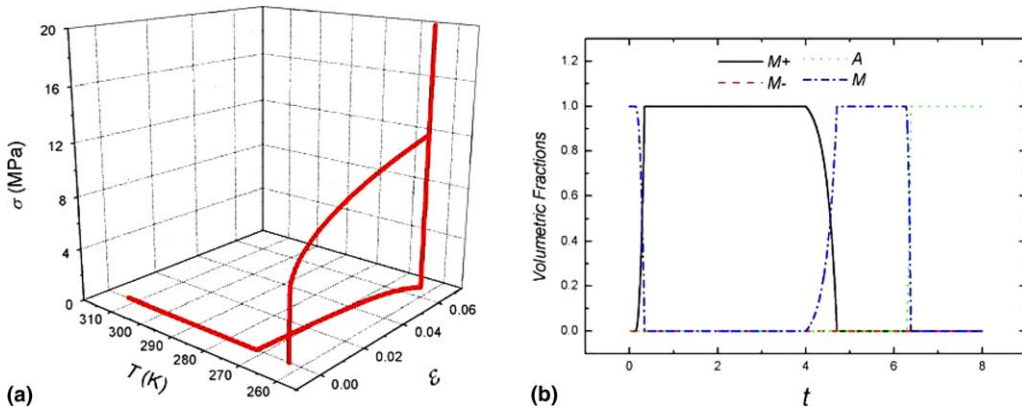 20
16
12
8
4
0
σ (MPa)
310
300
290
280
270
260
T (K)
0.00
0.02
0.04
0.06
ε
(a)
1.2
1.0
0.8
0.6
0.4
0.2
0.0
Volumetric Fractions
M+
A
M-
M
0
2
4
6
8
t
(b)